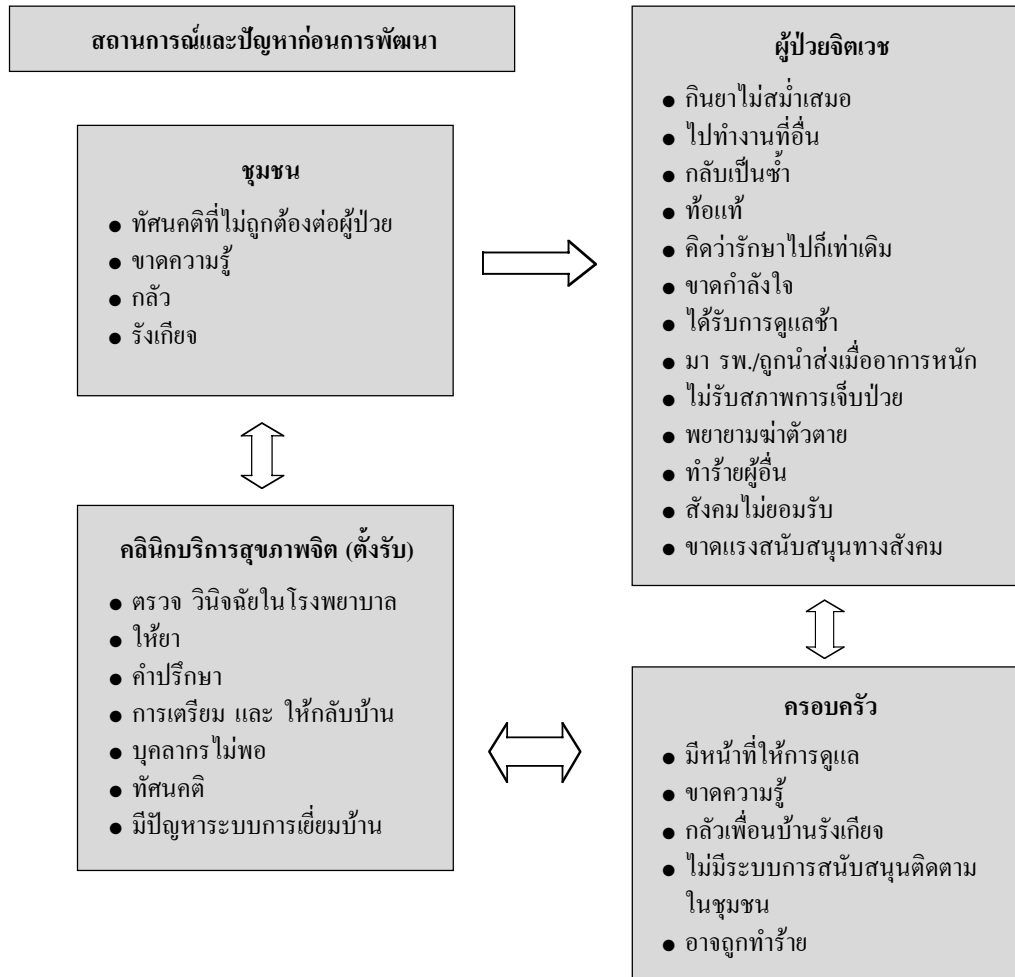 สถานการณ์และปัญหาก่อนการพัฒนา
ชุมชน
● ทัศนคติที่ไม่ถูกต้องต่อผู้ป่วย
● ขาดความรู้
● กลัว
● รังเกียจ
ผู้ป่วยจิตเวช
● กินยาไม่สม่ำเสมอ
● ไปทำงานที่อื่น
● กลับเป็นซ้ำ
● ท้อแท้
● คิดว่ารักษาไปก็เท่าเดิม
● ขาดกำลังใจ
● ได้รับการดูแลช้า
● มา รพ./ถูกนำส่งเมื่ออาการหนัก
● ไม่รับสภาพการเจ็บป่วย
● พยายามฆ่าตัวตาย
● ทำร้ายผู้อื่น
● สังคมไม่ยอมรับ
● ขาดแรงสนับสนุนทางสังคม
คลินิกบริการสุขภาพจิต (ตั้งรับ)
● ตรวจ วินิจฉัยในโรงพยาบาล
● ให้ยา
● คำปรึกษา
● การเตรียม และ ให้กลับบ้าน
● บุคลากรไม่พอ
● ทัศนคติ
● มีปัญหาระบบการเยี่ยมบ้าน
ครอบครัว
● มีหน้าที่ให้การดูแล
● ขาดความรู้
● กลัวเพื่อนบ้านรังเกียจ
● ไม่มีระบบการสนับสนุนติดตาม
ในชุมชน
● อาจถูกทำร้าย